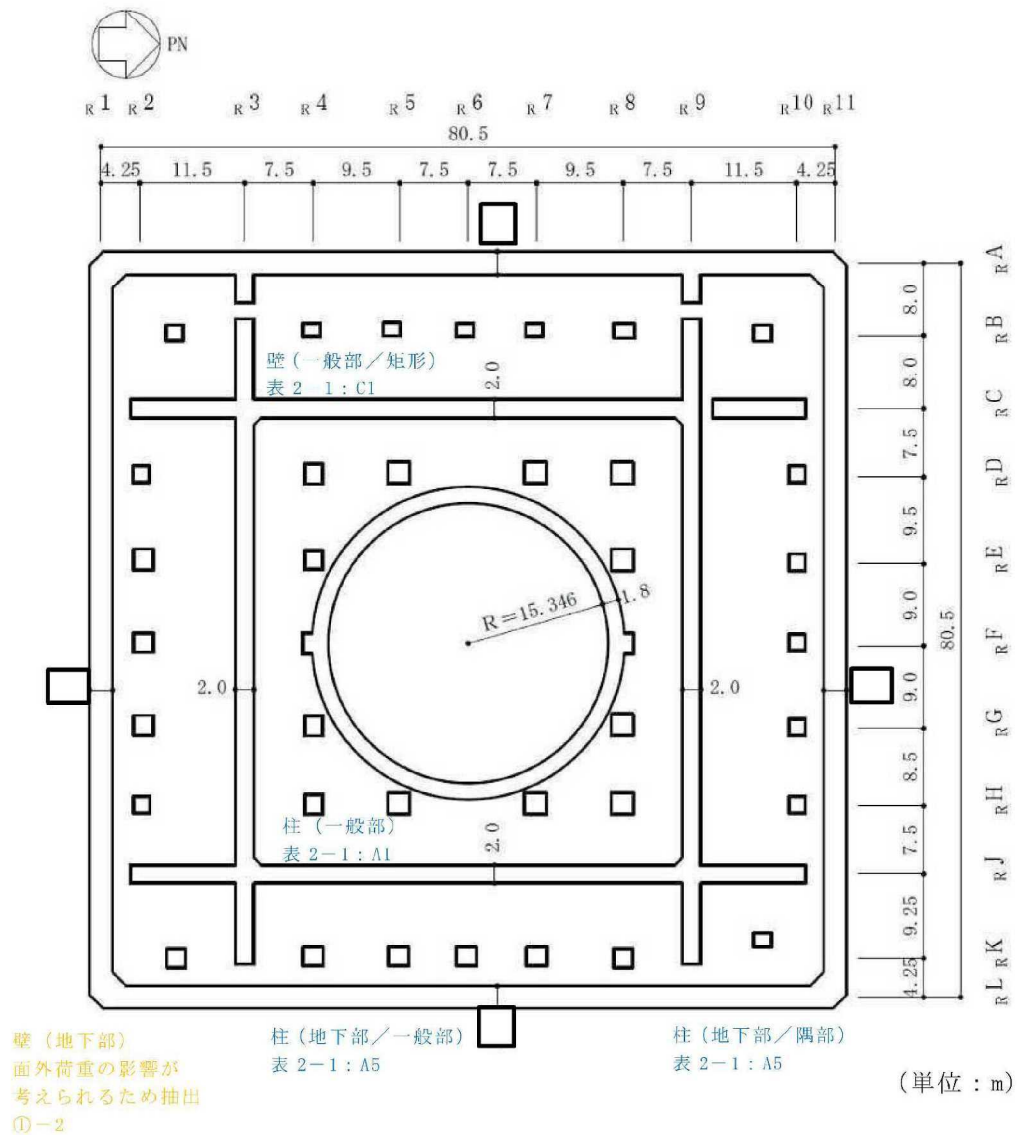 PN
R1 R2 R3 R4 R5 R6 R7 R8 R9 R10 R11
80.5
4.25 11.5 7.5 9.5 7.5 7.5 9.5 7.5 11.5 4.25
RA
8.0
RB
壁(一般部/矩形)
表 2-1:C1
2.0
8.0
RC
7.5
RD
9.5
RE
R=15.346
1.8
9.0
80.5
RF
2.0
2.0
9.0
RG
8.5
RH
柱(一般部)
表 2-1:A1
2.0
7.5
RJ
9.25
RK
4.25
RL
壁(地下部)
面外荷重の影響が
考えられるため抽出
①-2
柱(地下部/一般部)
表 2-1:A5
柱(地下部/隅部)
表 2-1:A5
(単位:m)